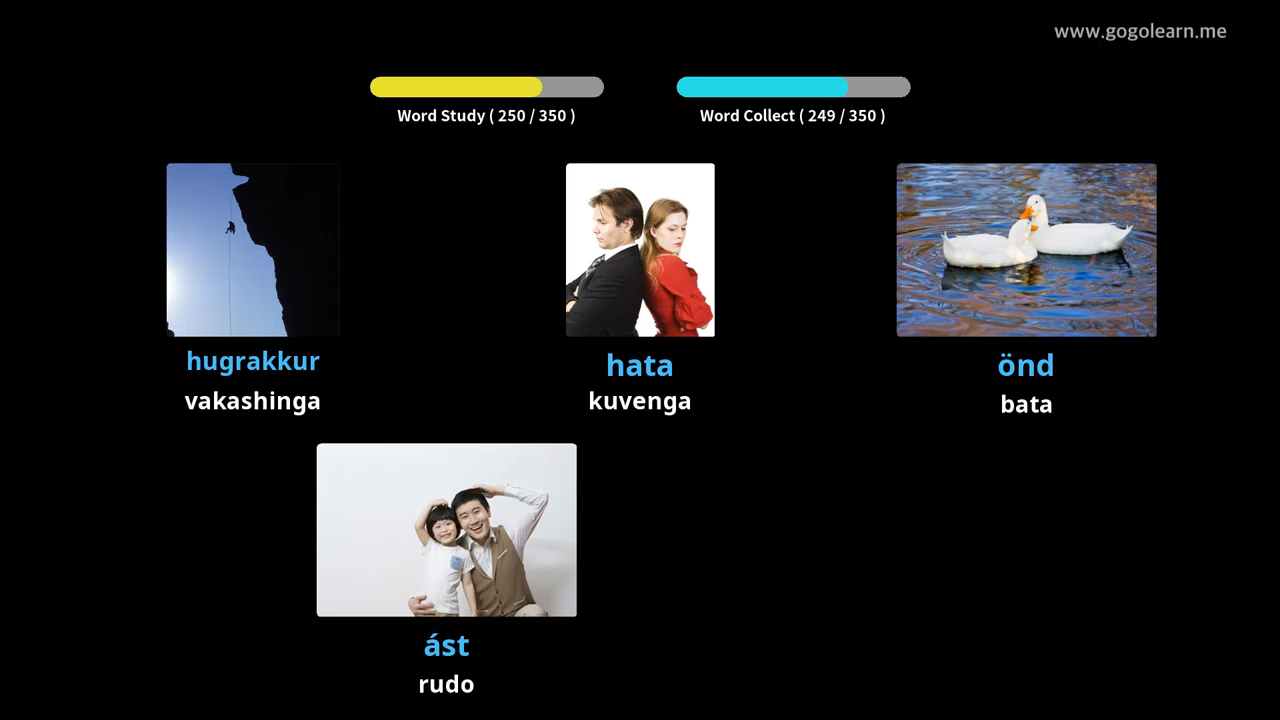 www.gogolearn.me
Word Study ( 250 / 350 )
Word Collect ( 249 / 350 )
hugrakkur
vakashinga
hata
kuvenga
önd
bata
ást
rudo